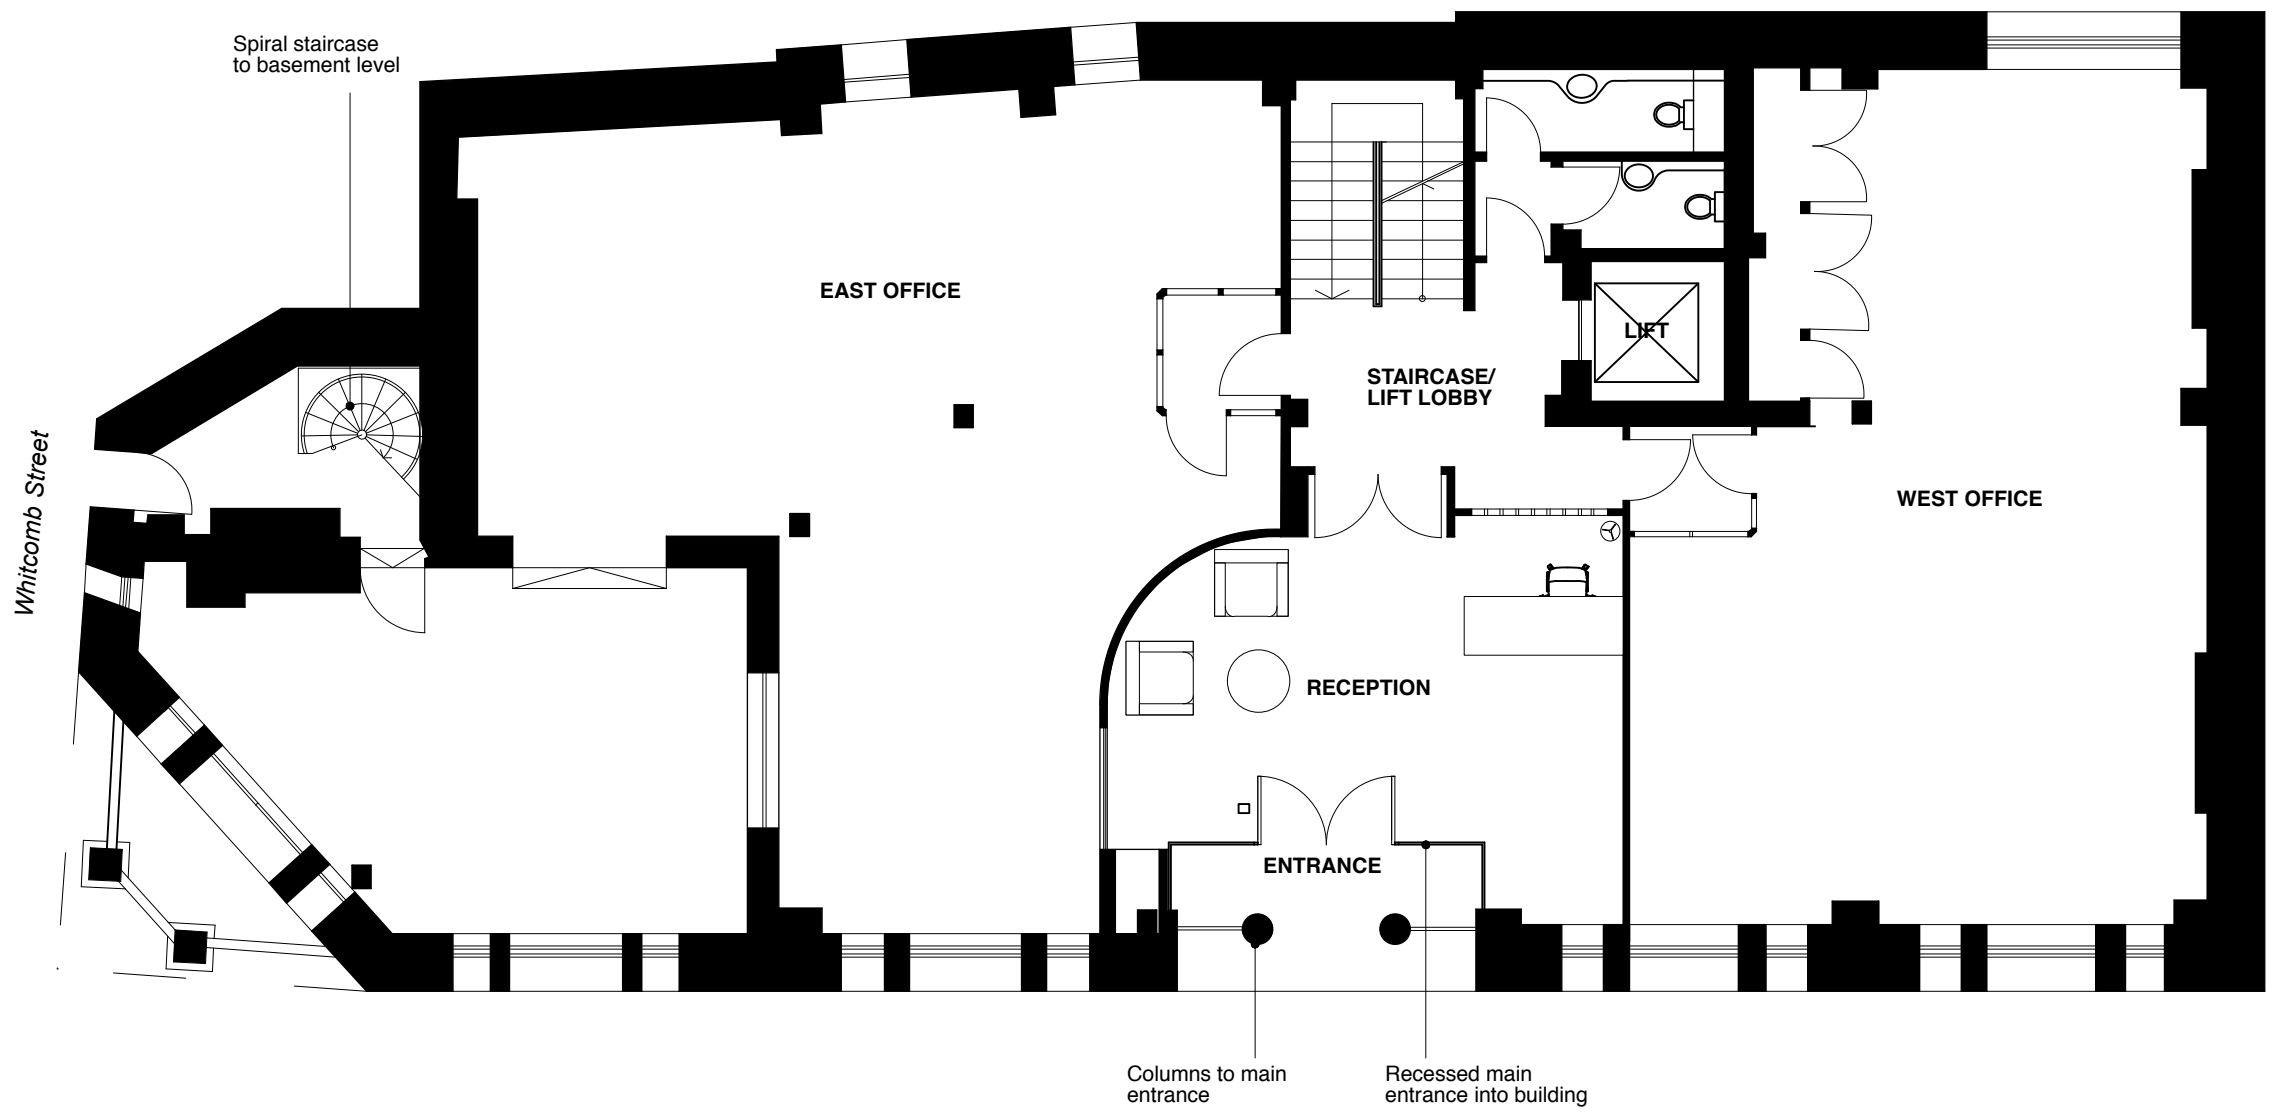 Spiral staircase
to basement level
EAST OFFICE
LIFT
STAIRCASE/
LIFT LOBBY
Whitcomb Street
WEST OFFICE
RECEPTION
ENTRANCE
Columns to main
entrance
Recessed main
entrance into building